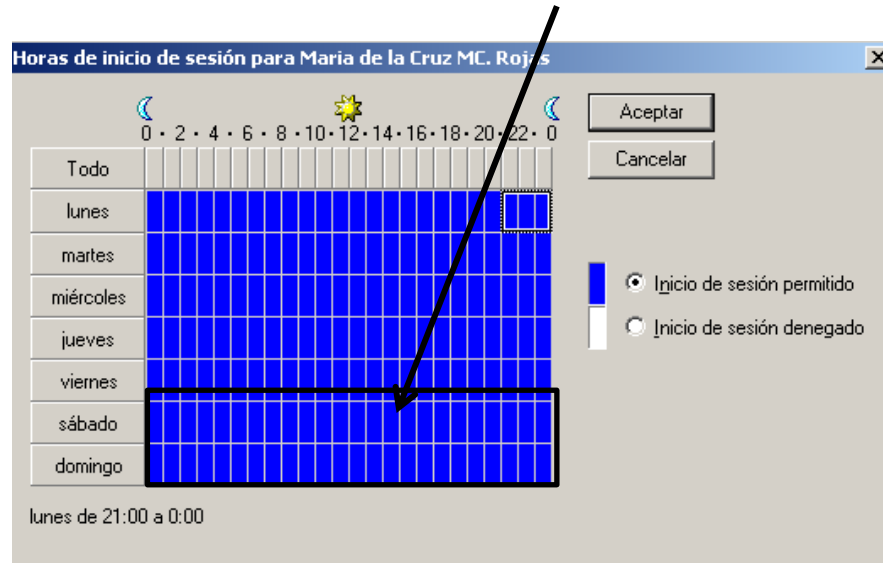 Horas de inicio de sesión para Maria de la Cruz MC. Rojas
0 · 2 · 4 · 6 · 8 · 10 · 12 · 14 · 16 · 18 · 20 · 22 · 0
Aceptar
Cancelar
Todo
lunes
martes
miércoles
jueves
viernes
sábado
domingo
Inicio de sesión permitido
Inicio de sesión denegado
lunes de 21:00 a 0:00